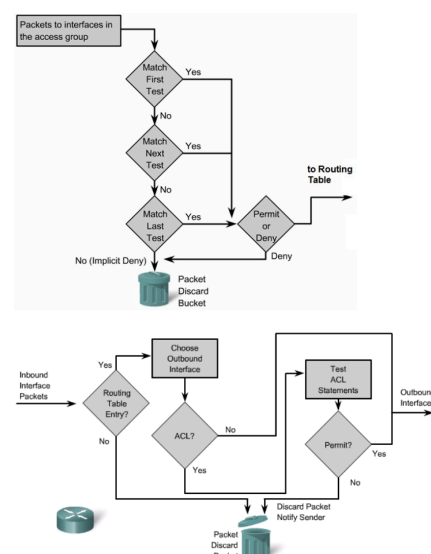 Packets to interfaces in
the access group
Match
First
Test
Yes
No
Match
Next
Test
Yes
No
Match
Last
Test
Yes
Permit
or
Deny
to Routing
Table
No (Implicit Deny)
Deny
Packet
Discard
Bucket
Inbound
Interface
Packets
Routing
Table
Entry?
Yes
No
Choose
Outbound
Interface
ACL?
No
Yes
Test
ACL
Statements
Permit?
Yes
No
Outbound
Interface
Discard Packet
Notify Sender
Packet
Discard